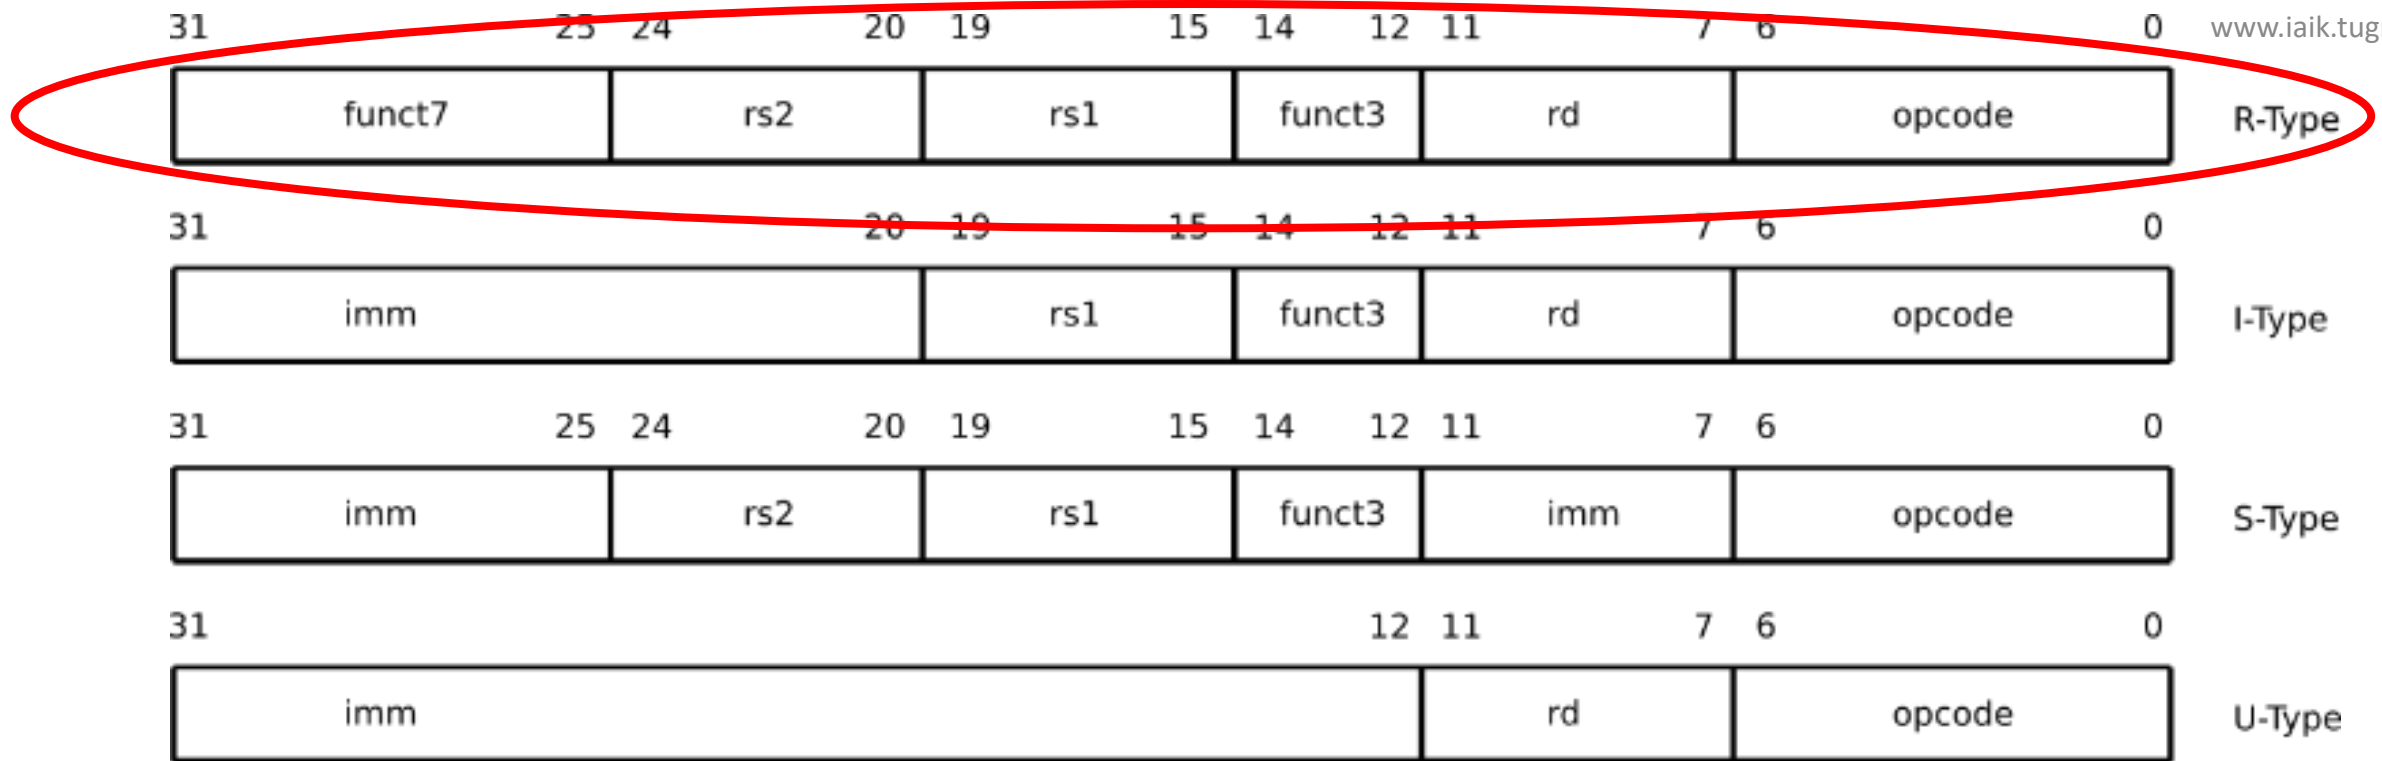 31 25 24 20 19 15 14 12 11 7 6 0 www.iaik.tug
funct7 rs2 rs1 funct3 rd opcode R-Type
31 20 19 15 14 12 11 7 6 0
imm rs1 funct3 rd opcode I-Type
31 25 24 20 19 15 14 12 11 7 6 0
imm rs2 rs1 funct3 imm opcode S-Type
31 12 11 7 6 0
imm rd opcode U-Type